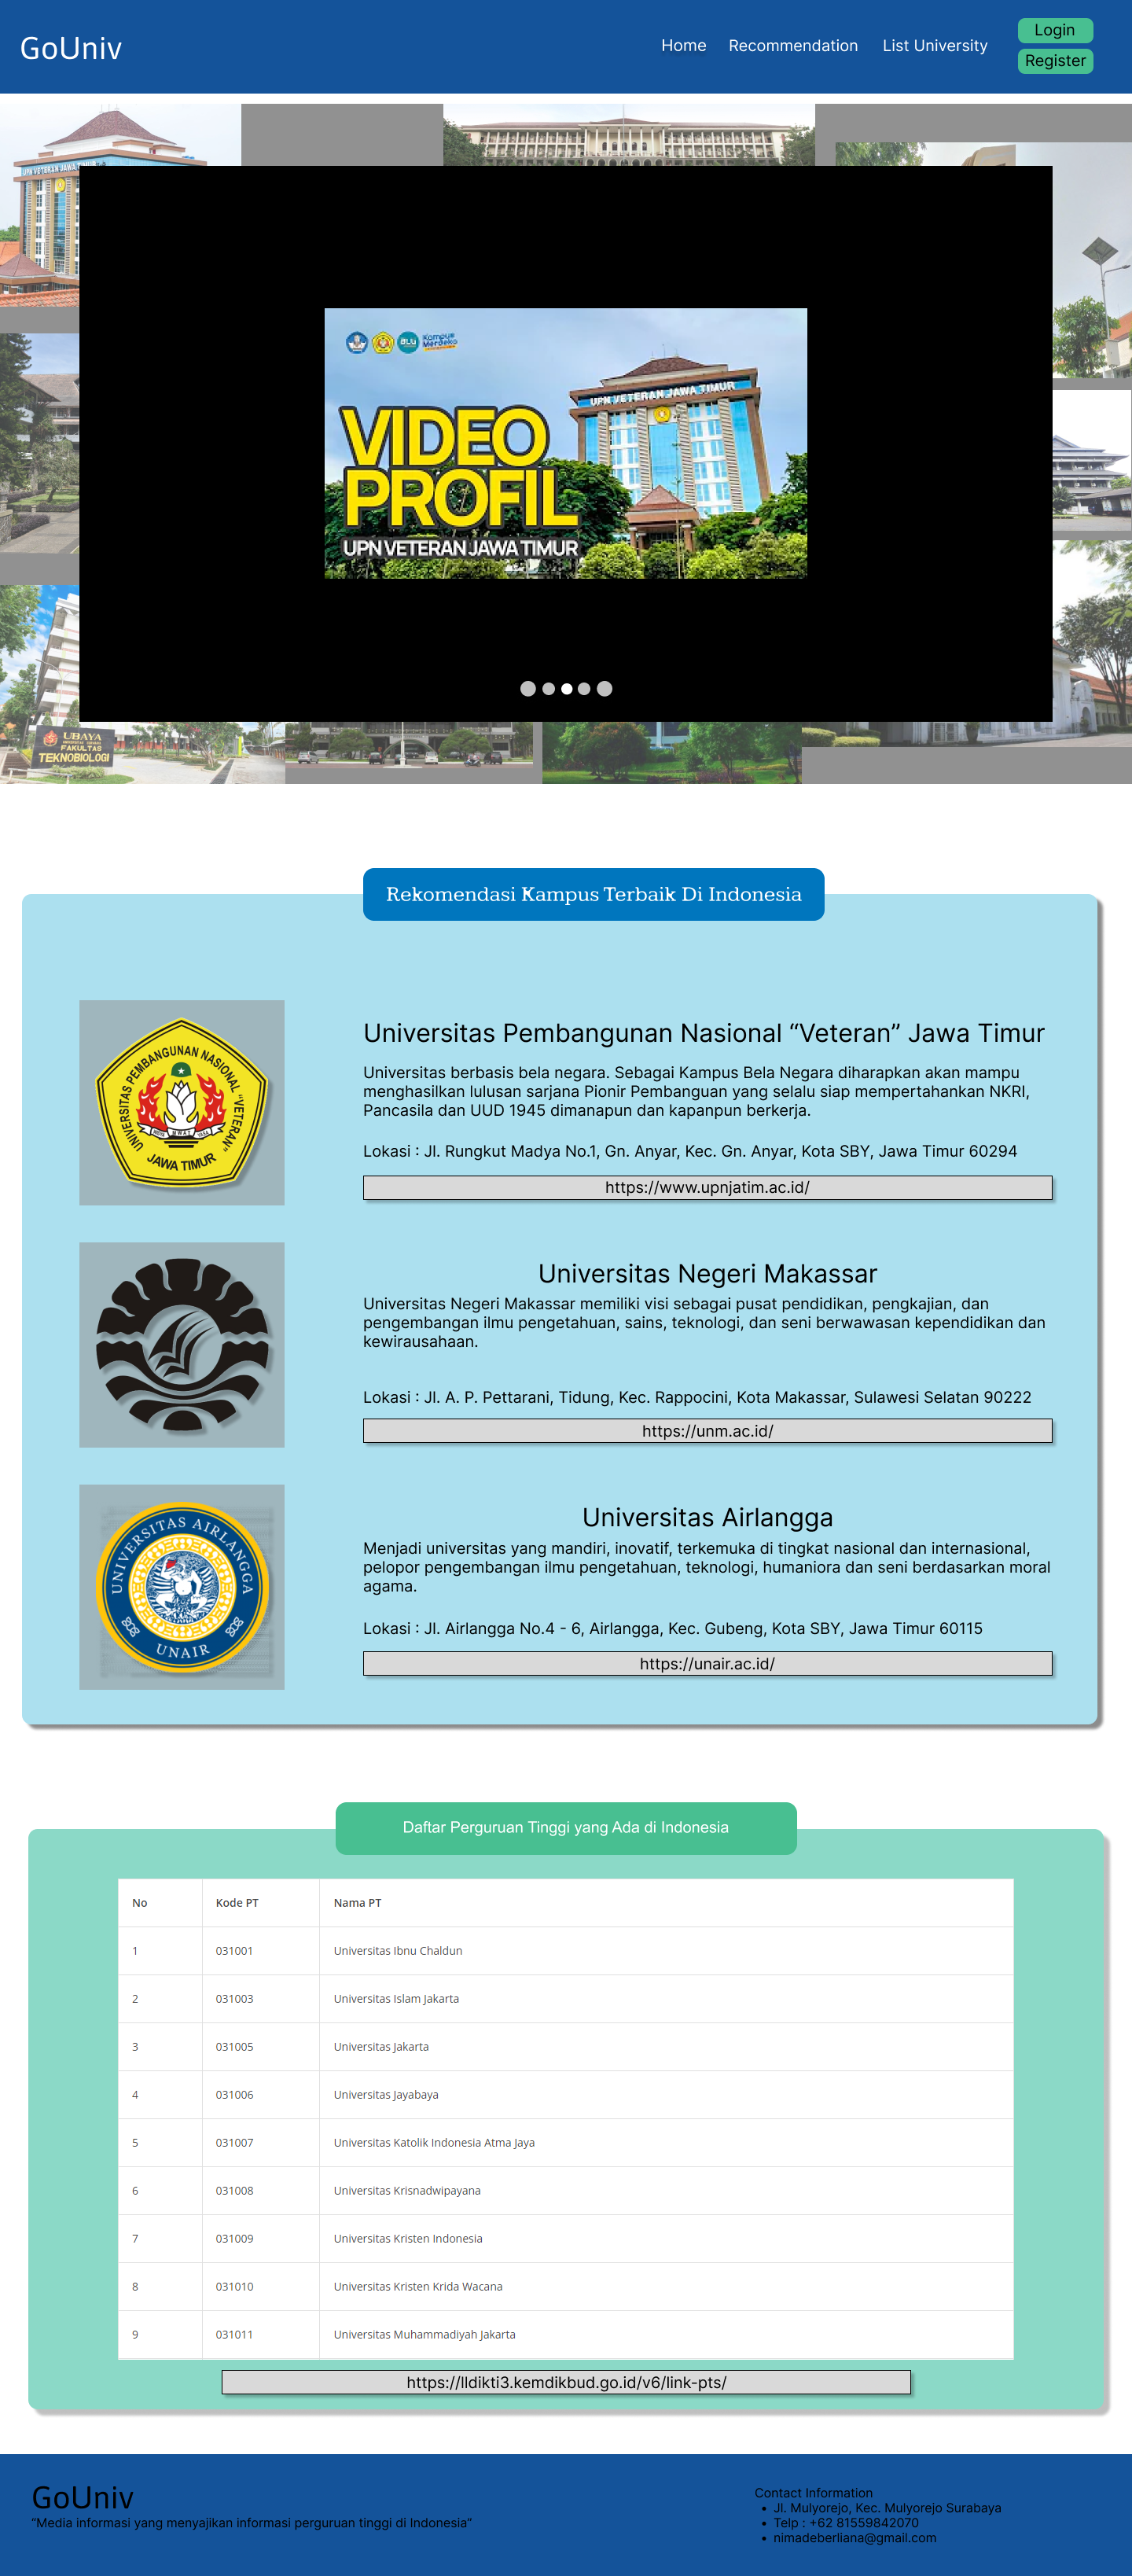 GoUniv
Home
Recommendation
List University
Login
Register
UPN VETERAN JAWA TIMUR
BLU
Kampus
Merdeka
UPN VETERAN JAWA TIMUR
VIDEO
PROFIL
UPN VETERAN JAWA TIMUR
UBAYA
FAKULTAS
TEKNOBIOLOGI
Rekomendasi Kampus Terbaik Di Indonesia
UNIVERSITAS PEMBANGUNAN NASIONAL "VETERAN"
JAWA TIMUR
Universitas Pembangunan Nasional “Veteran” Jawa Timur
Universitas berbasis bela negara. Sebagai Kampus Bela Negara diharapkan akan mampu
menghasilkan lulusan sarjana Pionir Pembanguan yang selalu siap mempertahankan NKRI,
Pancasila dan UUD 1945 dimanapun dan kapanpun berkerja.
Lokasi : Jl. Rungkut Madya No.1, Gn. Anyar, Kec. Gn. Anyar, Kota SBY, Jawa Timur 60294
https://www.upnjatim.ac.id/
Universitas Negeri Makassar
Universitas Negeri Makassar memiliki visi sebagai pusat pendidikan, pengkajian, dan
pengembangan ilmu pengetahuan, sains, teknologi, dan seni berwawasan kependidikan dan
kewirausahaan.
Lokasi : Jl. A. P. Pettarani, Tidung, Kec. Rappocini, Kota Makassar, Sulawesi Selatan 90222
https://unm.ac.id/
UNIVERSITAS AIRLANGGA
UNAIR
Universitas Airlangga
Menjadi universitas yang mandiri, inovatif, terkemuka di tingkat nasional dan internasional,
pelopor pengembangan ilmu pengetahuan, teknologi, humaniora dan seni berdasarkan moral
agama.
Lokasi : Jl. Airlangga No.4 - 6, Airlangga, Kec. Gubeng, Kota SBY, Jawa Timur 60115
https://unair.ac.id/
Daftar Perguruan Tinggi yang Ada di Indonesia
No Kode PT Nama PT
1 031001 Universitas Ibnu Chaldun
2 031003 Universitas Islam Jakarta
3 031005 Universitas Jakarta
4 031006 Universitas Jayabaya
5 031007 Universitas Katolik Indonesia Atma Jaya
6 031008 Universitas Krisnadwipayana
7 031009 Universitas Kristen Indonesia
8 031010 Universitas Kristen Krida Wacana
9 031011 Universitas Muhammadiyah Jakarta
https://lldikti3.kemdikbud.go.id/v6/link-pts/
GoUniv
“Media informasi yang menyajikan informasi perguruan tinggi di Indonesia”
Contact Information
• Jl. Mulyorejo, Kec. Mulyorejo Surabaya
• Telp : +62 81559842070
• nimadeberliana@gmail.com